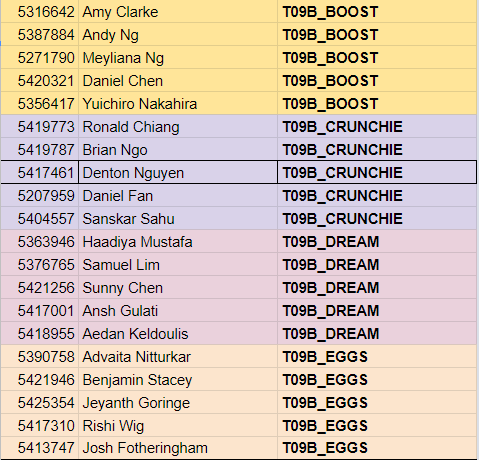 5316642 Amy Clarke T09B_BOOST
5387884 Andy Ng T09B_BOOST
5271790 Meyliana Ng T09B_BOOST
5420321 Daniel Chen T09B_BOOST
5356417 Yuichiro Nakahira T09B_BOOST
5419773 Ronald Chiang T09B_CRUNCHIE
5419787 Brian Ngo T09B_CRUNCHIE
5417461 Denton Nguyen T09B_CRUNCHIE
5207959 Daniel Fan T09B_CRUNCHIE
5404557 Sanskar Sahu T09B_CRUNCHIE
5363946 Haadiya Mustafa T09B_DREAM
5376765 Samuel Lim T09B_DREAM
5421256 Sunny Chen T09B_DREAM
5417001 Ansh Gulati T09B_DREAM
5418955 Aedan Keldoulis T09B_DREAM
5390758 Advaita Nitturkar T09B_EGGS
5421946 Benjamin Stacey T09B_EGGS
5425354 Jeyanth Goringe T09B_EGGS
5417310 Rishi Wig T09B_EGGS
5413747 Josh Fotheringham T09B_EGGS